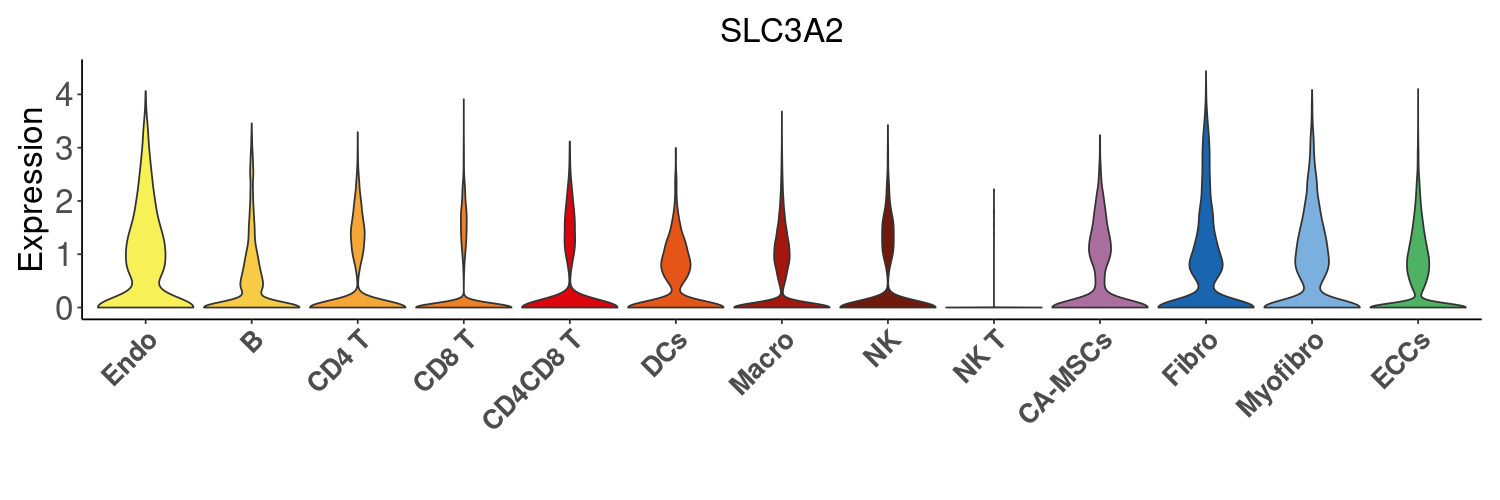 SLC3A2
Expression
4
3
2
1
0
Endo
B
CD4 T
CD8 T
CD4CD8 T
DCs
Macro
NK
NK T
CA-MSCs
Fibro
Myofibro
ECCs